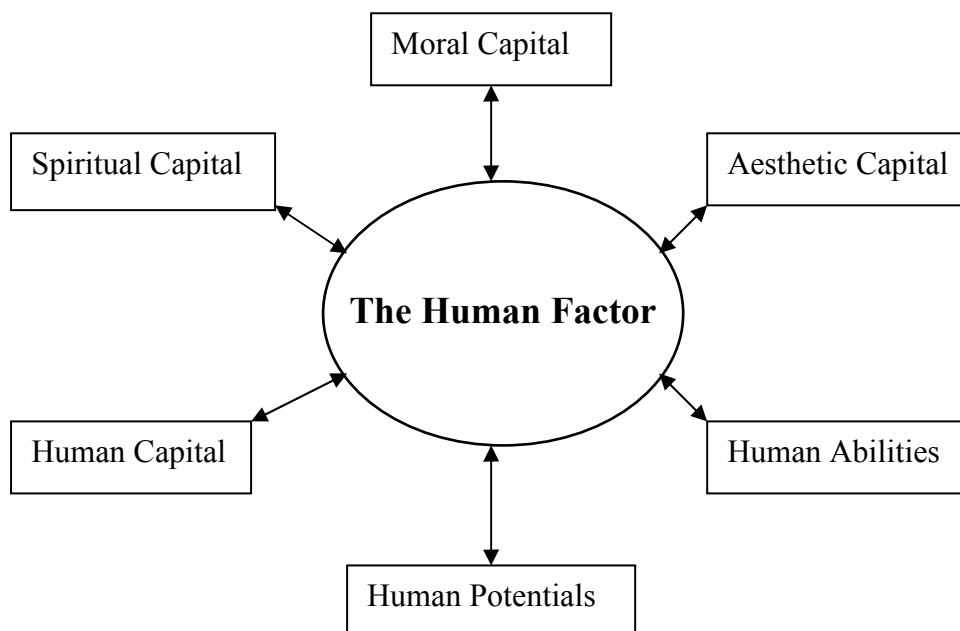 Moral Capital
Spiritual Capital
Aesthetic Capital
The Human Factor
Human Capital
Human Abilities
Human Potentials